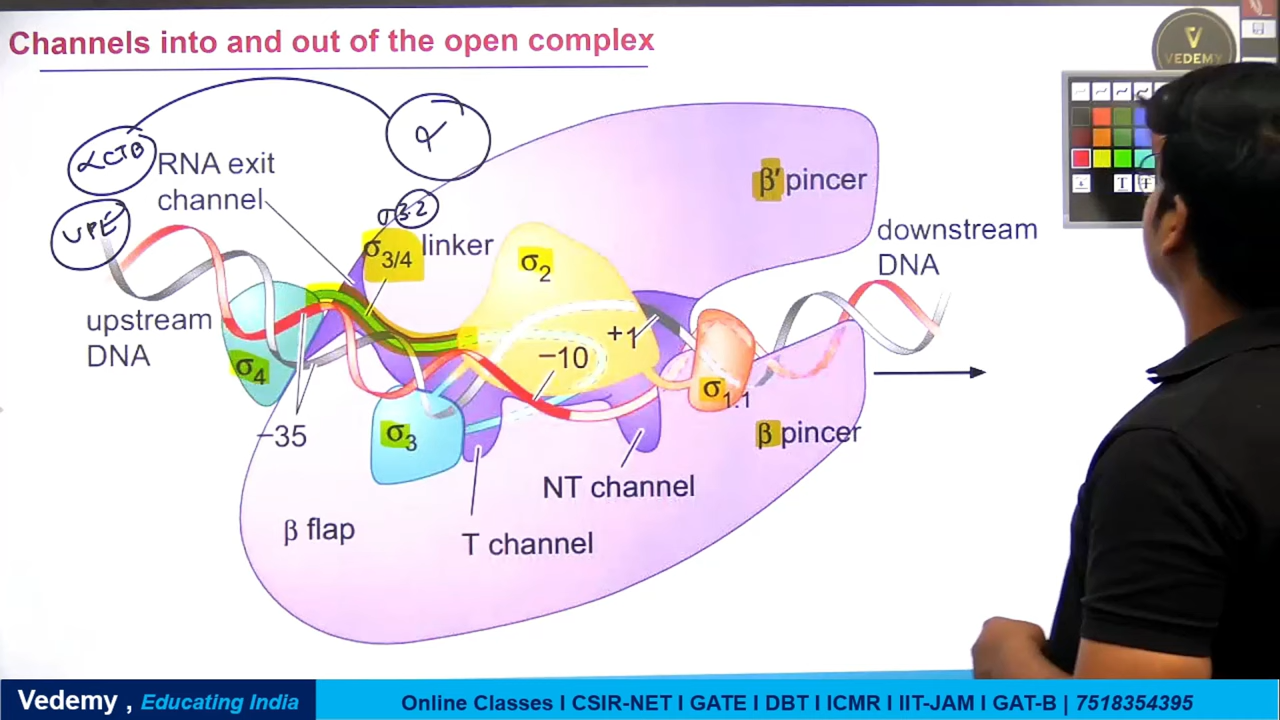 Channels into and out of the open complex
VEDEMY
αCTD
α
UPE
RNA exit
channel
σ3.2
σ3/4 linker
σ2
β′ pincer
downstream
DNA
upstream
DNA
σ4
+1
−10
σ1.1
−35
σ3
β pincer
NT channel
β flap
T channel
Vedemy , Educating India
Online Classes I CSIR-NET I GATE I DBT I ICMR I IIT-JAM I GAT-B | 7518354395